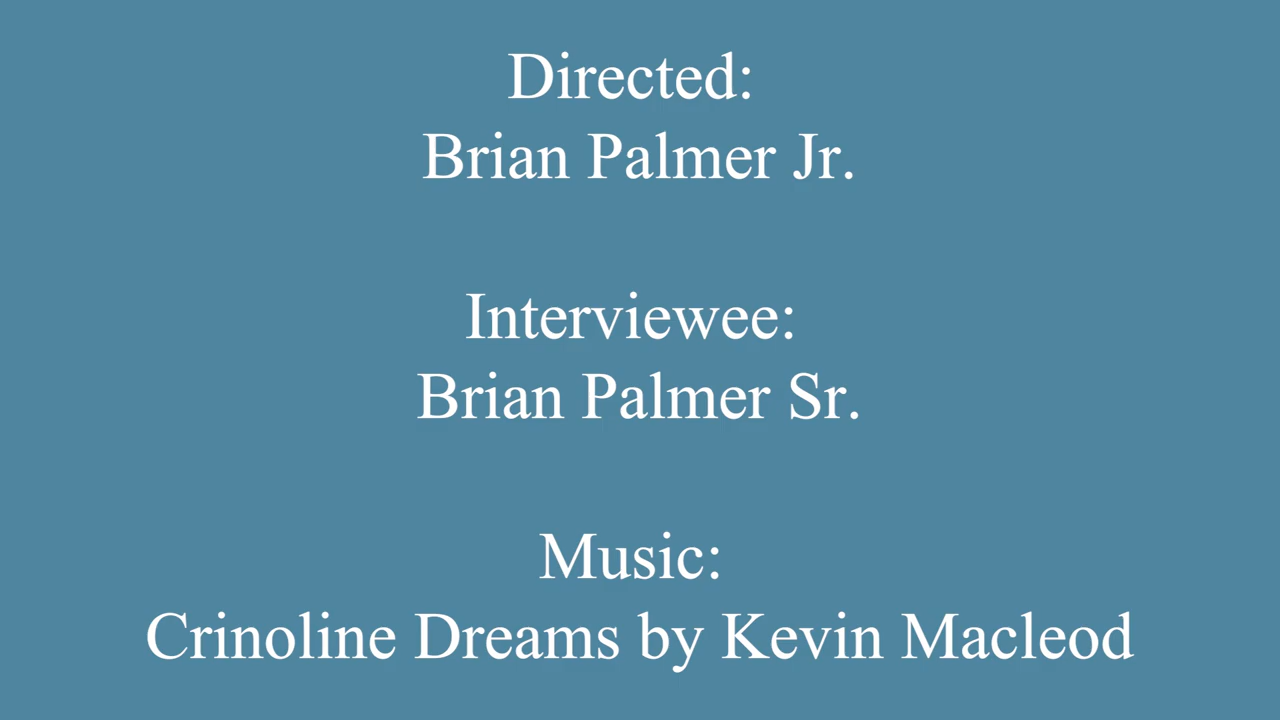 Directed:
Brian Palmer Jr.
Interviewee:
Brian Palmer Sr.
Music:
Crinoline Dreams by Kevin Macleod